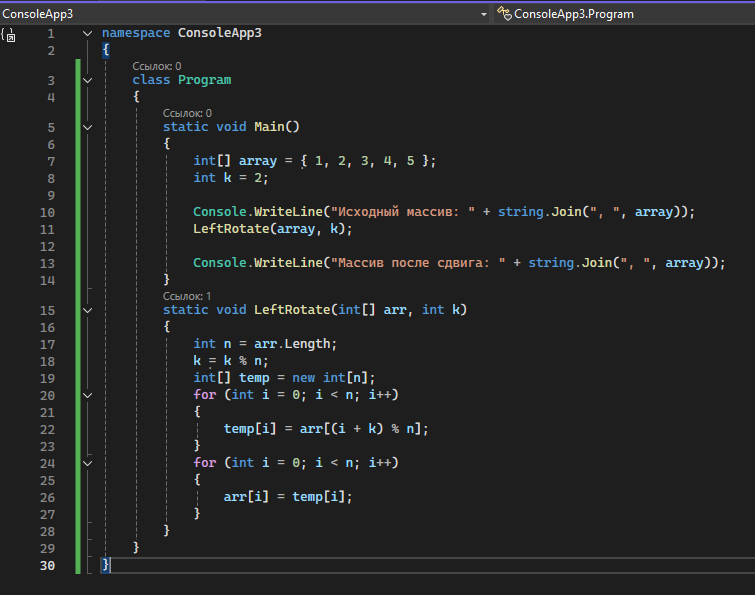 ConsoleApp3 ConsoleApp3.Program
1 namespace ConsoleApp3
2 {
Ссылок: 0
3 class Program
4 {
Ссылок: 0
5 static void Main()
6 {
7 int[] array = { 1, 2, 3, 4, 5 };
8 int k = 2;
9
10 Console.WriteLine("Исходный массив: " + string.Join(", ", array));
11 LeftRotate(array, k);
12
13 Console.WriteLine("Массив после сдвига: " + string.Join(", ", array));
14 }
Ссылок: 1
15 static void LeftRotate(int[] arr, int k)
16 {
17 int n = arr.Length;
18 k = k % n;
19 int[] temp = new int[n];
20 for (int i = 0; i < n; i++)
21 {
22 temp[i] = arr[(i + k) % n];
23 }
24 for (int i = 0; i < n; i++)
25 {
26 arr[i] = temp[i];
27 }
28 }
29 }
30 }